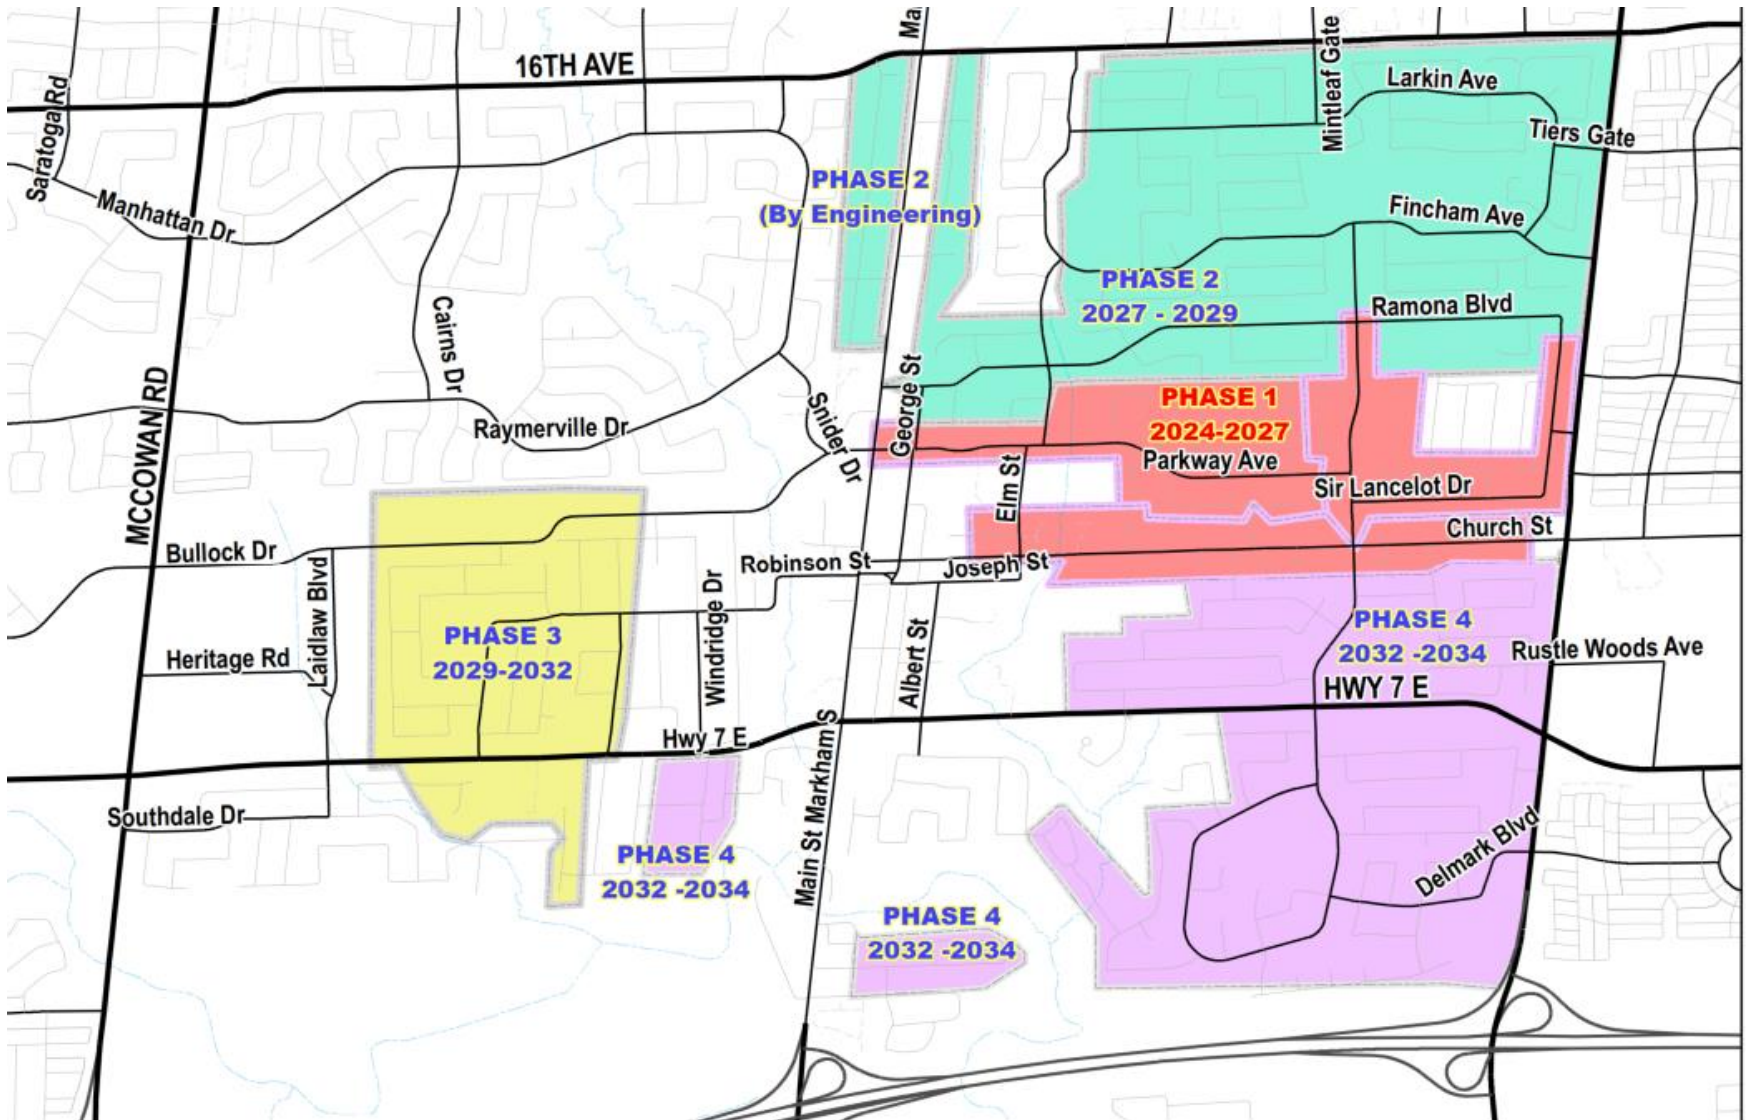 Ma
16TH AVE
Mintleaf Gate
Larkin Ave
Saratoga Rd
Tiers Gate
PHASE 2
(By Engineering)
Manhattan Dr
Fincham Ave
PHASE 2
2027 - 2029
Ramona Blvd
Cairns Dr
MCCOWAN RD
George St
PHASE 1
2024-2027
Snider Dr
Raymerville Dr
Parkway Ave
Elm St
Sir Lancelot Dr
Church St
Bullock Dr
Robinson St
Joseph St
Laidlaw Blvd
Windridge Dr
Albert St
PHASE 3
2029-2032
PHASE 4
2032 -2034
Heritage Rd
Rustle Woods Ave
HWY 7 E
Hwy 7 E
Main St Markham S
Southdale Dr
PHASE 4
2032 -2034
Delmark Blvd
PHASE 4
2032 -2034